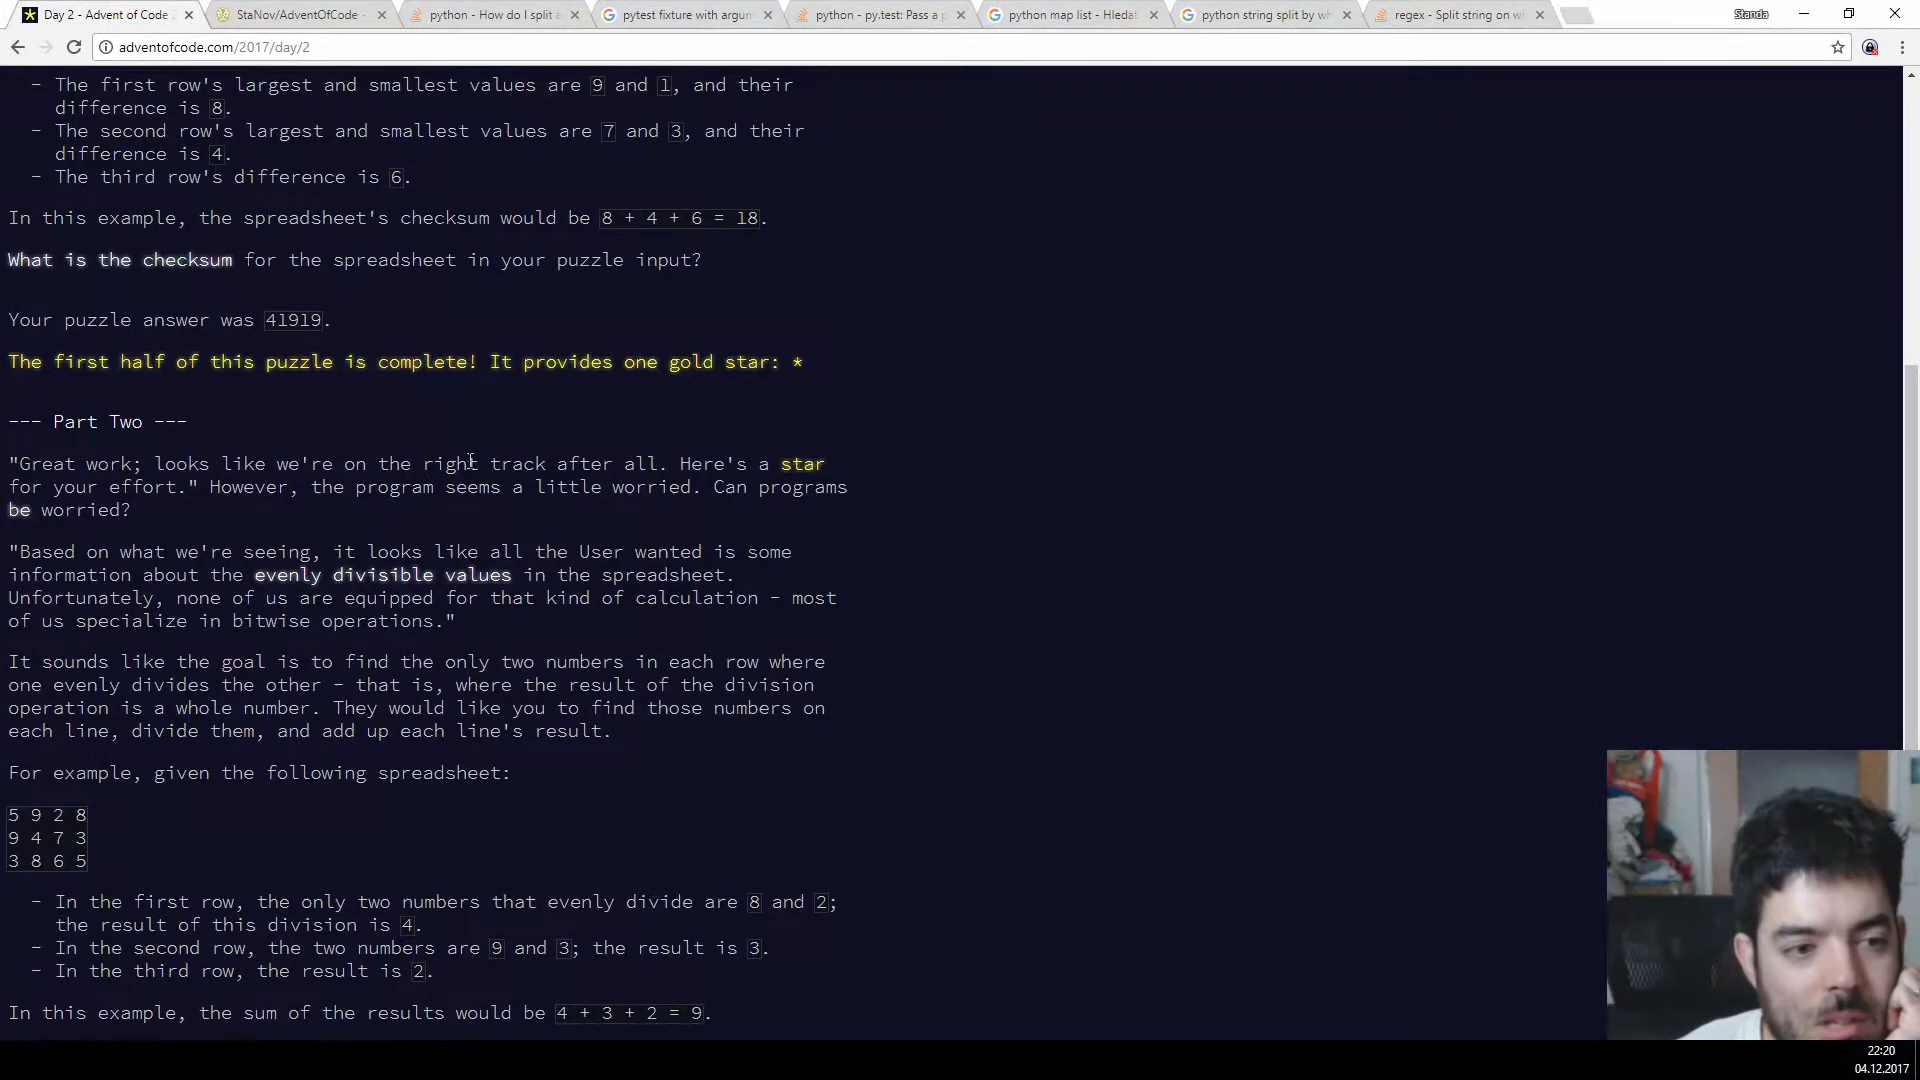 Day 2 - Advent of Code 2
StaNov/AdventOfCode -
python - How do I split a
pytest fixture with argum
python - py.test: Pass a p
python map list - Hledat
python string split by wh
regex - Split string on wh
Standa
adventofcode.com/2017/day/2
- The first row's largest and smallest values are 9 and 1, and their
difference is 8.
- The second row's largest and smallest values are 7 and 3, and their
difference is 4.
- The third row's difference is 6.
In this example, the spreadsheet's checksum would be 8 + 4 + 6 = 18.
What is the checksum for the spreadsheet in your puzzle input?
Your puzzle answer was 41919.
The first half of this puzzle is complete! It provides one gold star: *
--- Part Two ---
"Great work; looks like we're on the right track after all. Here's a star
for your effort." However, the program seems a little worried. Can programs
be worried?
"Based on what we're seeing, it looks like all the User wanted is some
information about the evenly divisible values in the spreadsheet.
Unfortunately, none of us are equipped for that kind of calculation - most
of us specialize in bitwise operations."
It sounds like the goal is to find the only two numbers in each row where
one evenly divides the other - that is, where the result of the division
operation is a whole number. They would like you to find those numbers on
each line, divide them, and add up each line's result.
For example, given the following spreadsheet:
5 9 2 8
9 4 7 3
3 8 6 5
- In the first row, the only two numbers that evenly divide are 8 and 2;
the result of this division is 4.
- In the second row, the two numbers are 9 and 3; the result is 3.
- In the third row, the result is 2.
In this example, the sum of the results would be 4 + 3 + 2 = 9.
22:20
04.12.2017